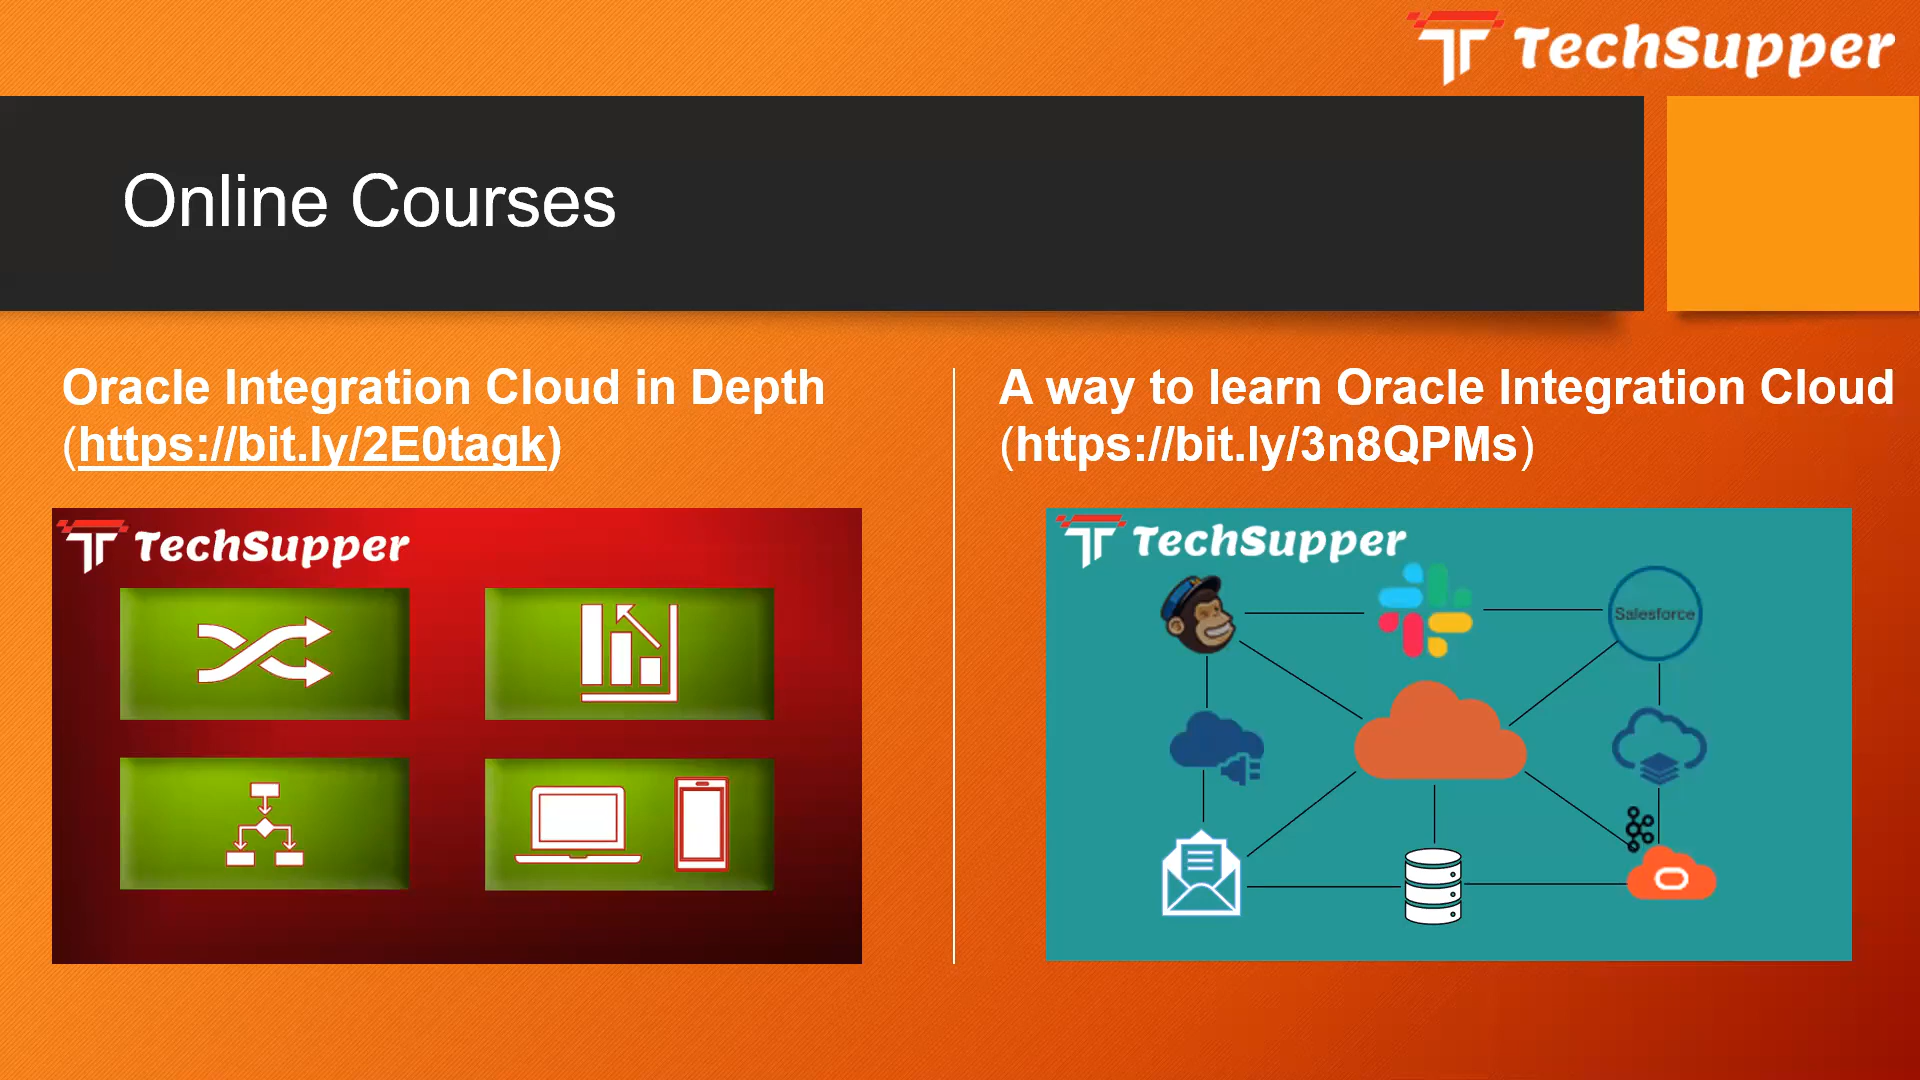 TechSupper
Online Courses
Oracle Integration Cloud in Depth
(https://bit.ly/2E0tagk)
A way to learn Oracle Integration Cloud
(https://bit.ly/3n8QPMs)
TechSupper
TechSupper
Salesforce